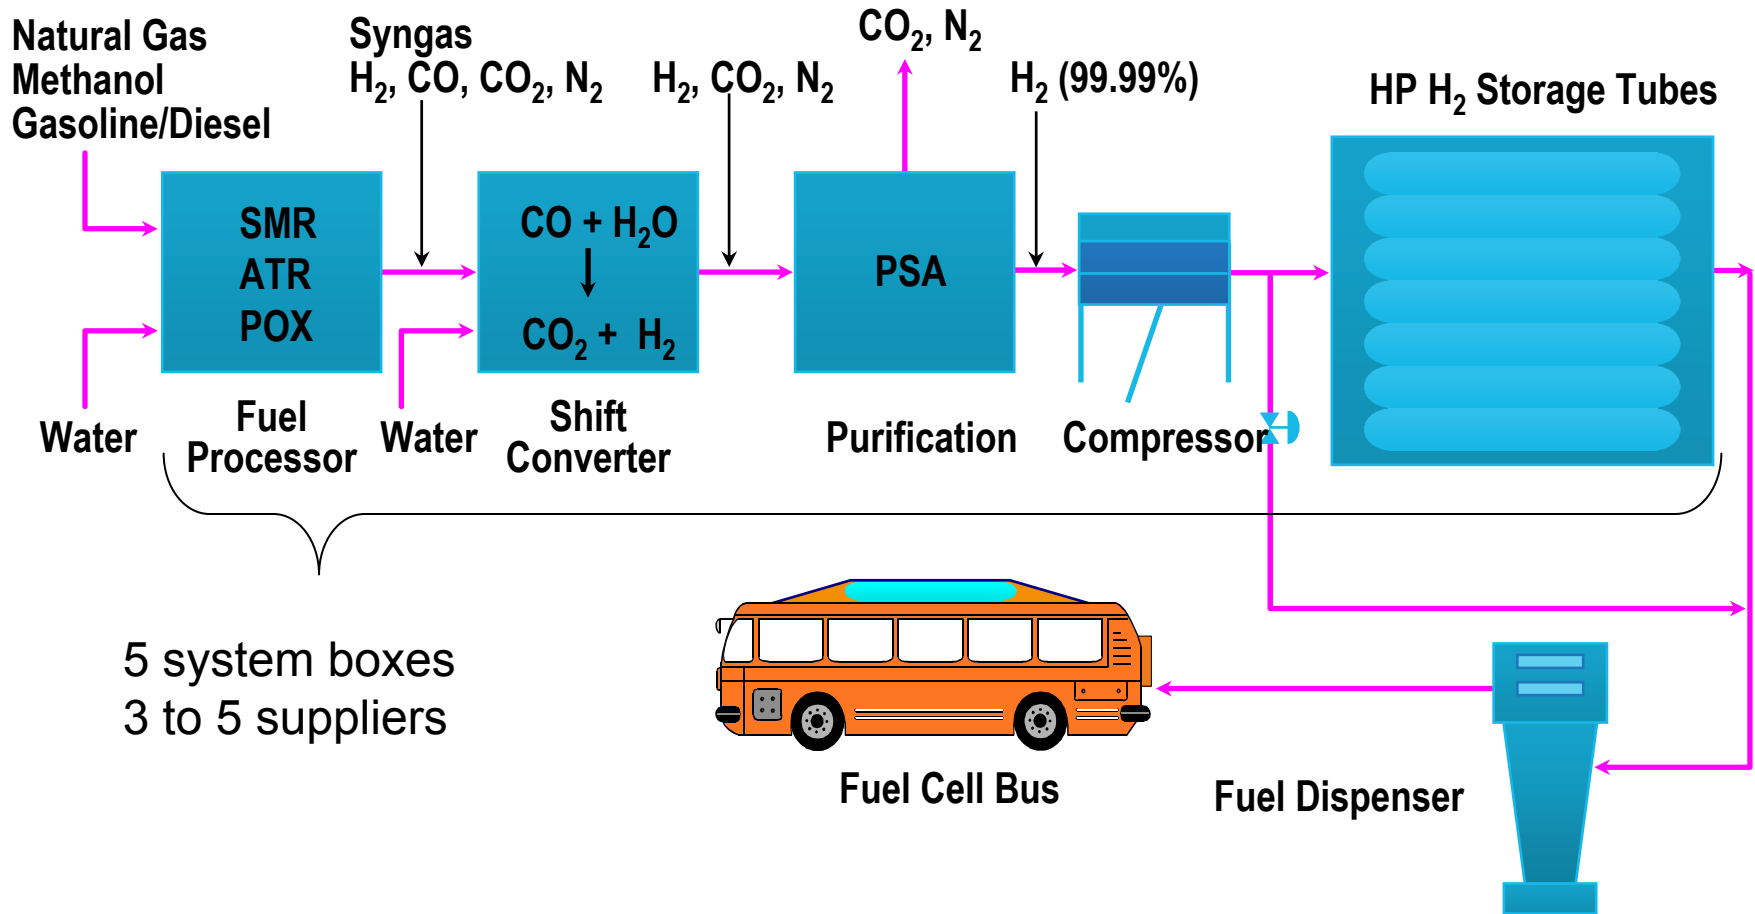 Natural Gas
Methanol
Gasoline/Diesel
Syngas
H₂, CO, CO₂, N₂
H₂, CO₂, N₂
CO₂, N₂
H₂ (99.99%)
HP H₂ Storage Tubes
SMR
ATR
POX
CO + H₂O
CO₂ + H₂
PSA
Water
Fuel
Processor
Water
Shift
Converter
Purification
Compressor
5 system boxes
3 to 5 suppliers
Fuel Cell Bus
Fuel Dispenser